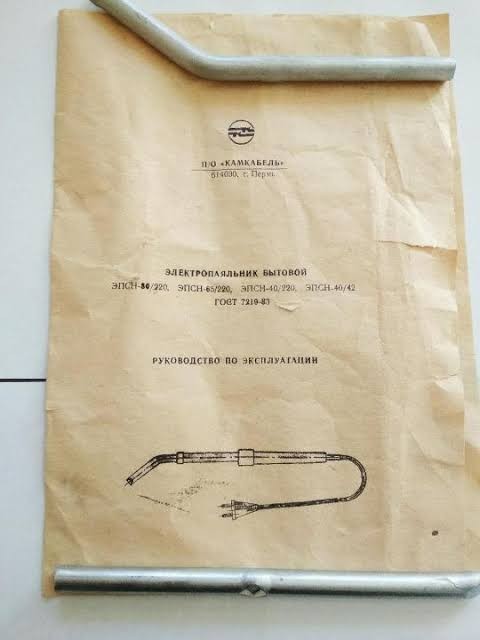 П/О «КАМКАБЕЛЬ»
614030, г. Пермь
ЭЛЕКТРОПАЯЛЬНИК БЫТОВОЙ
ЭПСН-80/220, ЭПСН-65/220, ЭПСН-40/220, ЭПСН-40/42
ГОСТ 7219-83
РУКОВОДСТВО ПО ЭКСПЛУАТАЦИИ